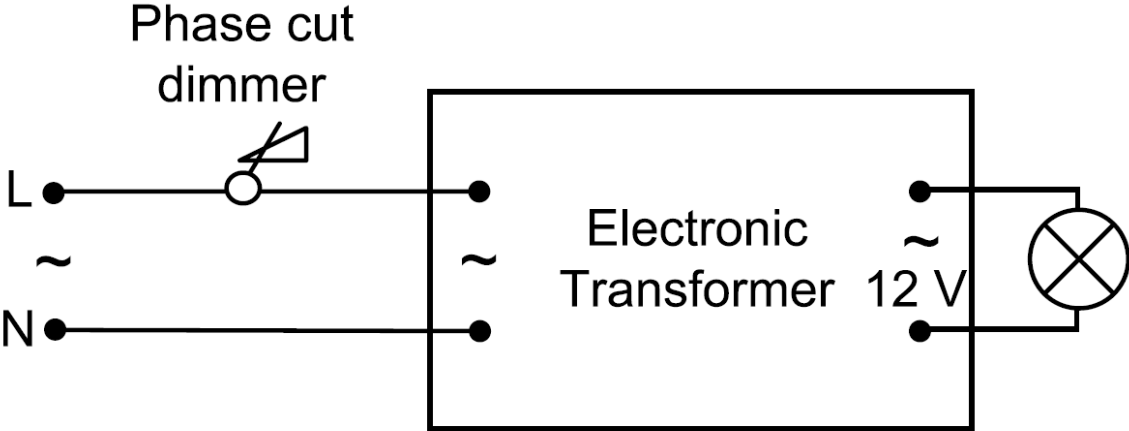 Phase cut
dimmer
L
~
N
~
Electronic
Transformer
~
12 V